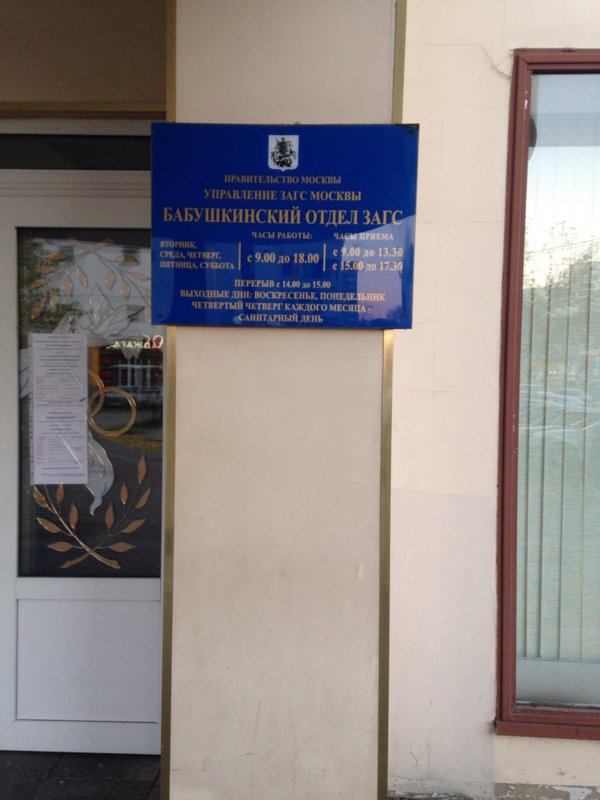 ПРАВИТЕЛЬСТВО МОСКВЫ
УПРАВЛЕНИЕ ЗАГС МОСКВЫ
БАБУШКИНСКИЙ ОТДЕЛ ЗАГС
ЧАСЫ РАБОТЫ:
ЧАСЫ ПРИЕМА
ВТОРНИК,
СРЕДА, ЧЕТВЕРГ,
ПЯТНИЦА, СУББОТА
с 9.00 до 18.00
с 9.00 до 13.30
с 15.00 до 17.30
ПЕРЕРЫВ с 14.00 до 15.00
ВЫХОДНЫЕ ДНИ: ВОСКРЕСЕНЬЕ, ПОНЕДЕЛЬНИК
ЧЕТВЕРТЫЙ ЧЕТВЕРГ КАЖДОГО МЕСЯЦА -
САНИТАРНЫЙ ДЕНЬ